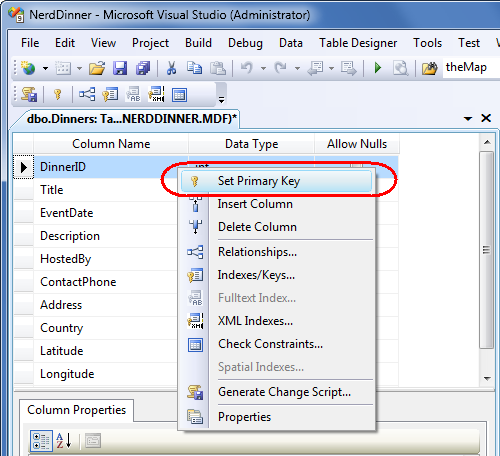 NerdDinner - Microsoft Visual Studio (Administrator)
File Edit View Project Build Debug Data Table Designer Tools Test
theMap
dbo.Dinners: Ta...NERDDINNER.MDF)*
Column Name Data Type Allow Nulls
DinnerID int
Title
EventDate
Description
HostedBy
ContactPhone
Address
Country
Latitude
Longitude
Set Primary Key
Insert Column
Delete Column
Relationships...
Indexes/Keys...
Fulltext Index...
XML Indexes...
Check Constraints...
Spatial Indexes...
Generate Change Script...
Properties
Column Properties